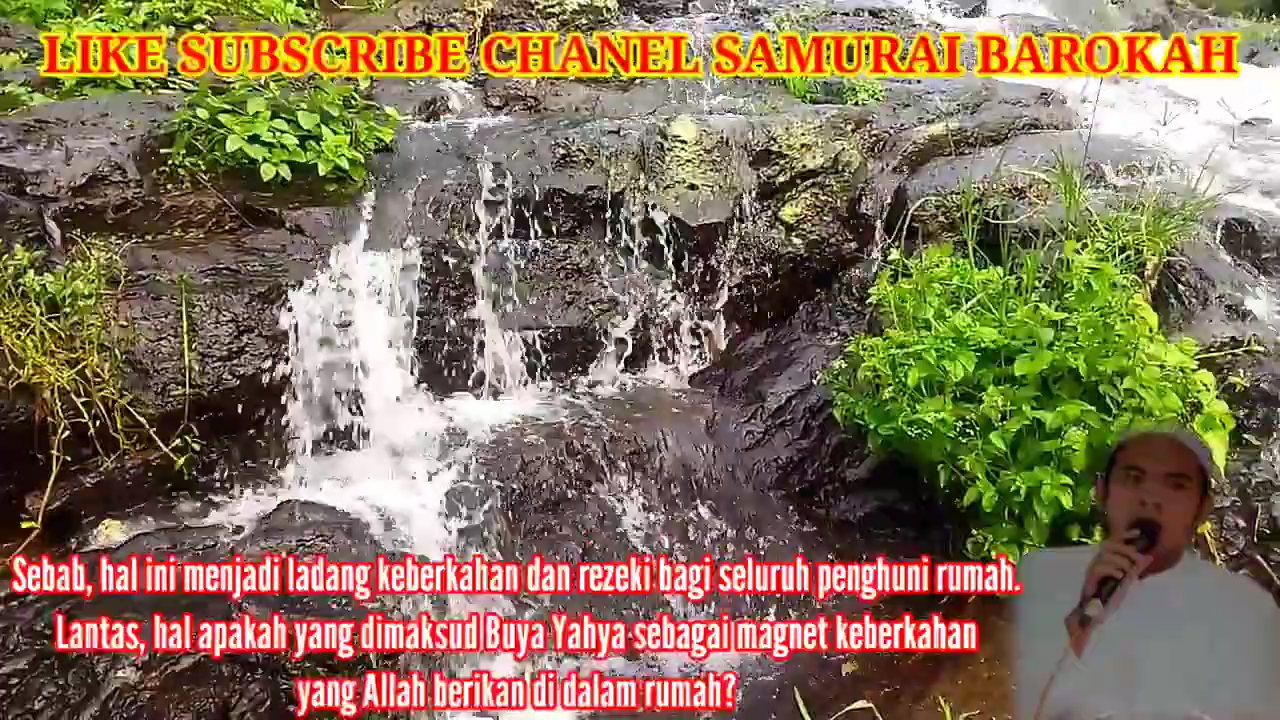 LIKE SUBSCRIBE CHANEL SAMURAI BAROKAH
Sebab, hal ini menjadi ladang keberkahan dan rezeki bagi seluruh penghuni rumah.
Lantas, hal apakah yang dimaksud Buya Yahya sebagai magnet keberkahan
yang Allah berikan di dalam rumah?